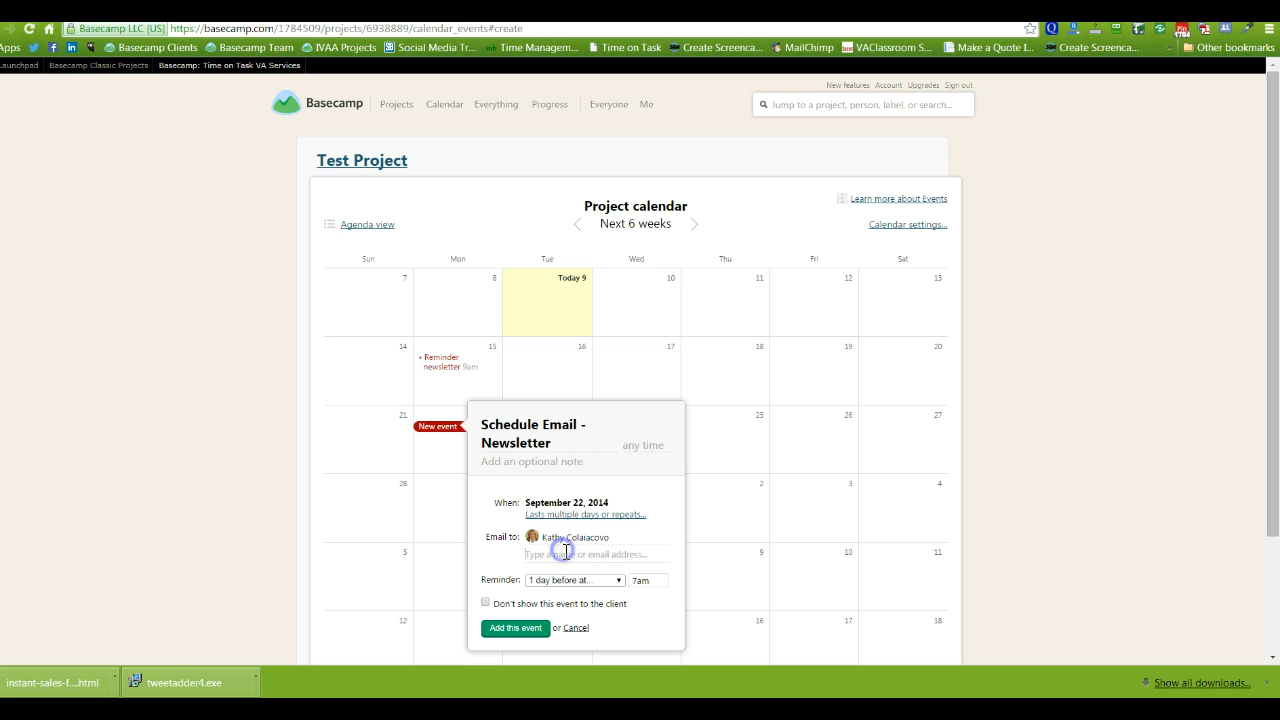 Basecamp LLC [US] https://basecamp.com/1784509/projects/6938889/calendar_events#create
Apps Basecamp Clients Basecamp Team IVAA Projects Social Media Tr... Time Managem... Time on Task Create Screenca... MailChimp VAClassroom S... Make a Quote I... Create Screenca... » Other bookmarks
Launchpad Basecamp Classic Projects Basecamp: Time on Task VA Services
New features Account Upgrades Sign out
Basecamp Projects Calendar Everything Progress Everyone Me Jump to a project, person, label, or search...
Test Project
Learn more about Events
Project calendar
Agenda view Next 6 weeks Calendar settings...
Sun Mon Tue Wed Thu Fri Sat
7 8 Today 9 10 11 12 13
14 15 16 17 18 19 20
• Reminder
newsletter 9am
21 25 26 27
New event
Schedule Email -
Newsletter any time
Add an optional note
28 2 3 4
When: September 22, 2014
Lasts multiple days or repeats...
Email to: Kathy Colaiacovo
Type a name or email address...
5 9 10 11
Reminder: 1 day before at... 7am
Don't show this event to the client
12 16 17 18
Add this event or Cancel
instant-sales-f....html tweetadder4.exe Show all downloads...